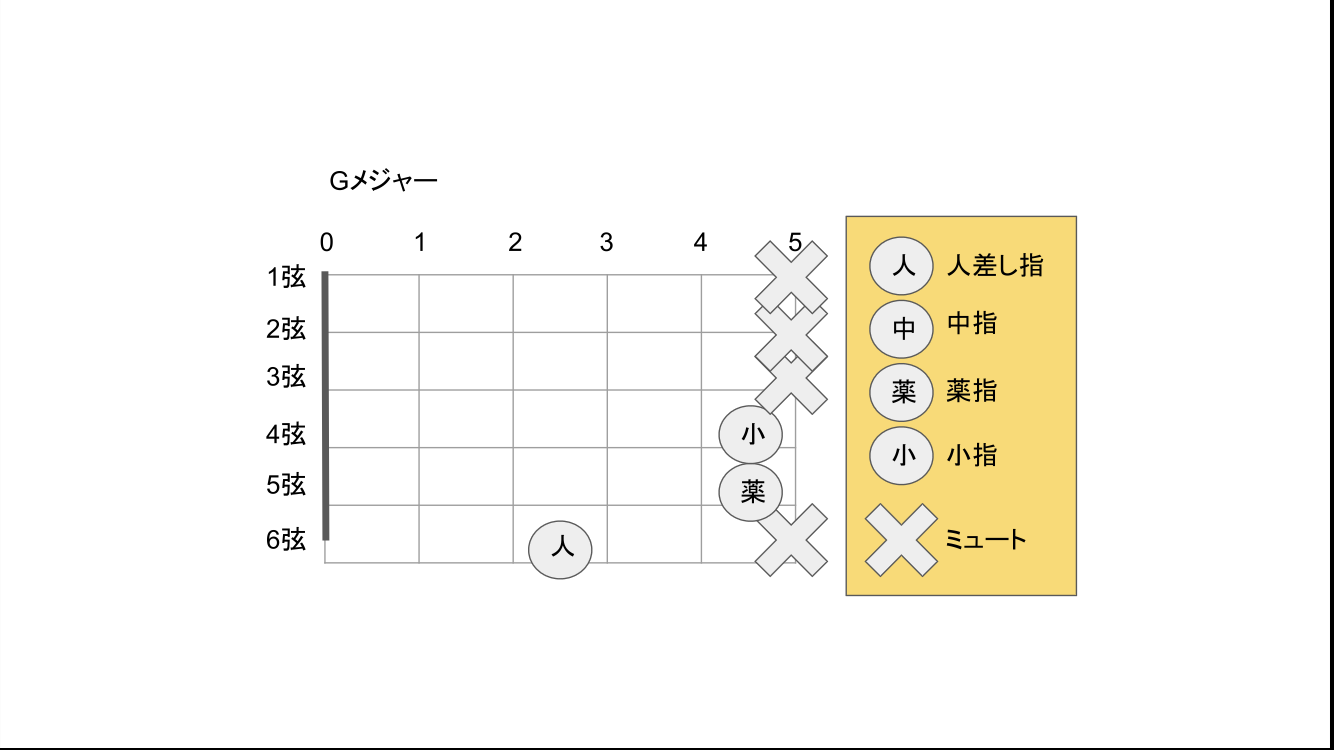 Gメジャー
0 1 2 3 4 5
1弦
2弦
3弦
4弦
5弦
6弦
小
薬
人
人 人差し指
中 中指
薬 薬指
小 小指
ミュート